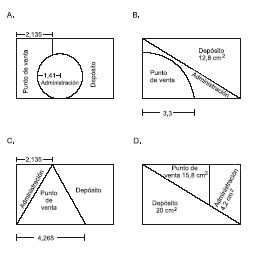 A.
2,135
Punto de venta
1,41
Administración
Depósito
B.
Depósito
12,8 cm²
Punto
de venta
Administración
3,3
C.
2,135
Administración
Punto
de
venta
Depósito
4,265
D.
Punto de
venta 15,8 cm²
Administración
4,2 cm²
Depósito
20 cm²